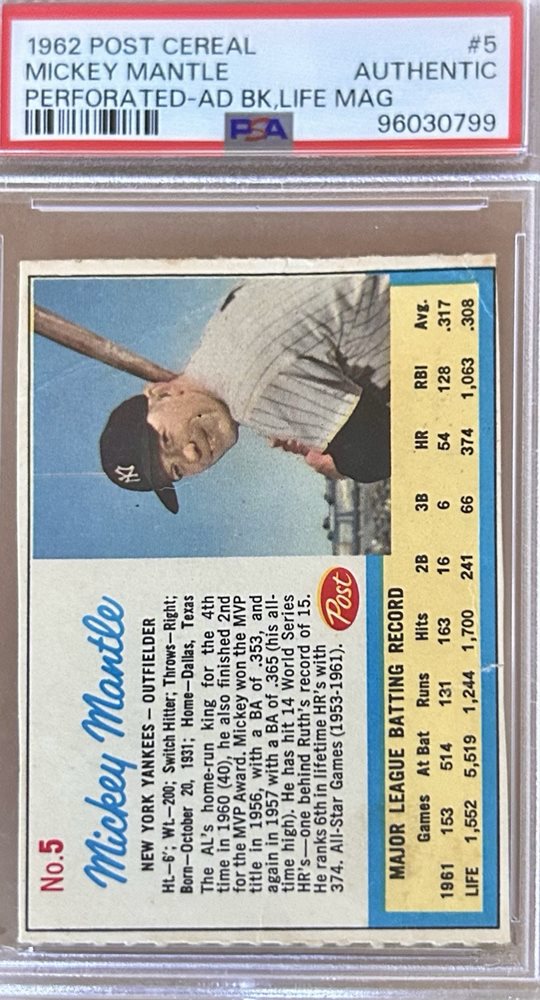 1962 POST CEREAL #5
MICKEY MANTLE AUTHENTIC
PERFORATED-AD BK,LIFE MAG
PSA 96030799
No.5
Mickey Mantle
NEW YORK YANKEES – OUTFIELDER
Ht.–6'; Wt.–200; Switch Hitter; Throws–Right;
Born–October 20, 1931; Home–Dallas, Texas
The AL's home-run king for the 4th
time in 1960 (40), he also finished 2nd
for the MVP Award. Mickey won the MVP
title in 1956, with a BA of .353, and
again in 1957 with a BA of .365 (his all-
time high). He has hit 14 World Series
HR's—one behind Ruth's record of 15.
He ranks 6th in lifetime HR's with
374. All-Star Games (1953-1961).
Post
NY
MAJOR LEAGUE BATTING RECORD
Games At Bat Runs Hits 2B 3B HR RBI Avg.
1961 153 514 131 163 16 6 54 128 .317
LIFE 1,552 5,519 1,244 1,700 241 66 374 1,063 .308